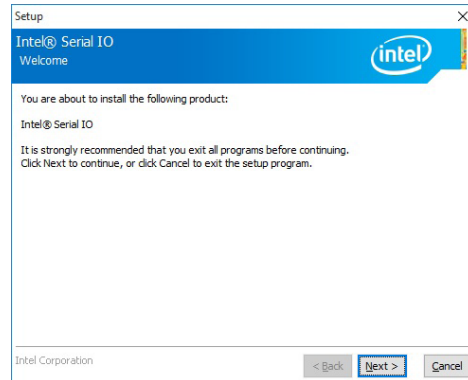 Setup
Intel® Serial IO
Welcome
intel
You are about to install the following product:
Intel® Serial IO
It is strongly recommended that you exit all programs before continuing.
Click Next to continue, or click Cancel to exit the setup program.
Intel Corporation
< Back Next > Cancel